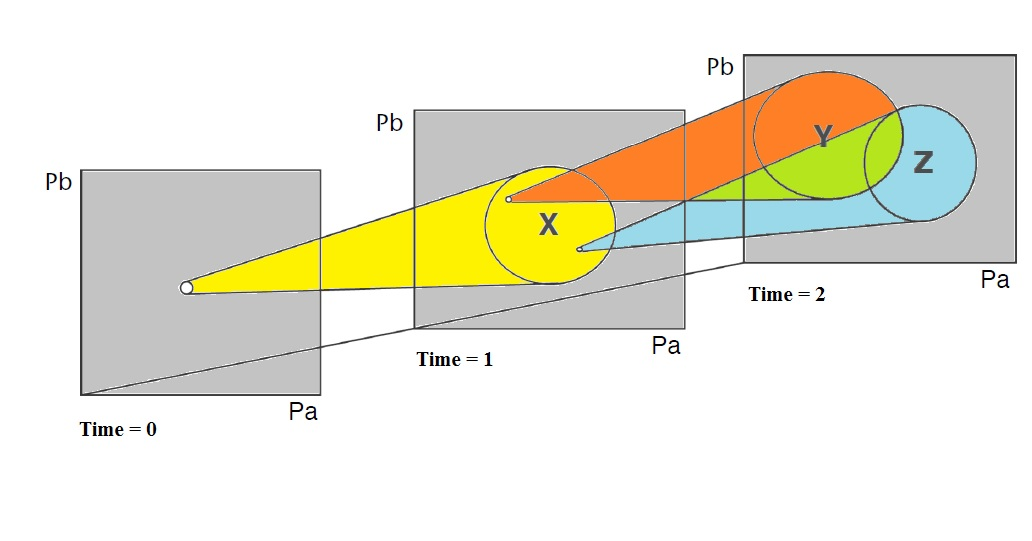 Pb
Pa
Time = 0
Pb
X
Pa
Time = 1
Pb
Y
Z
Pa
Time = 2